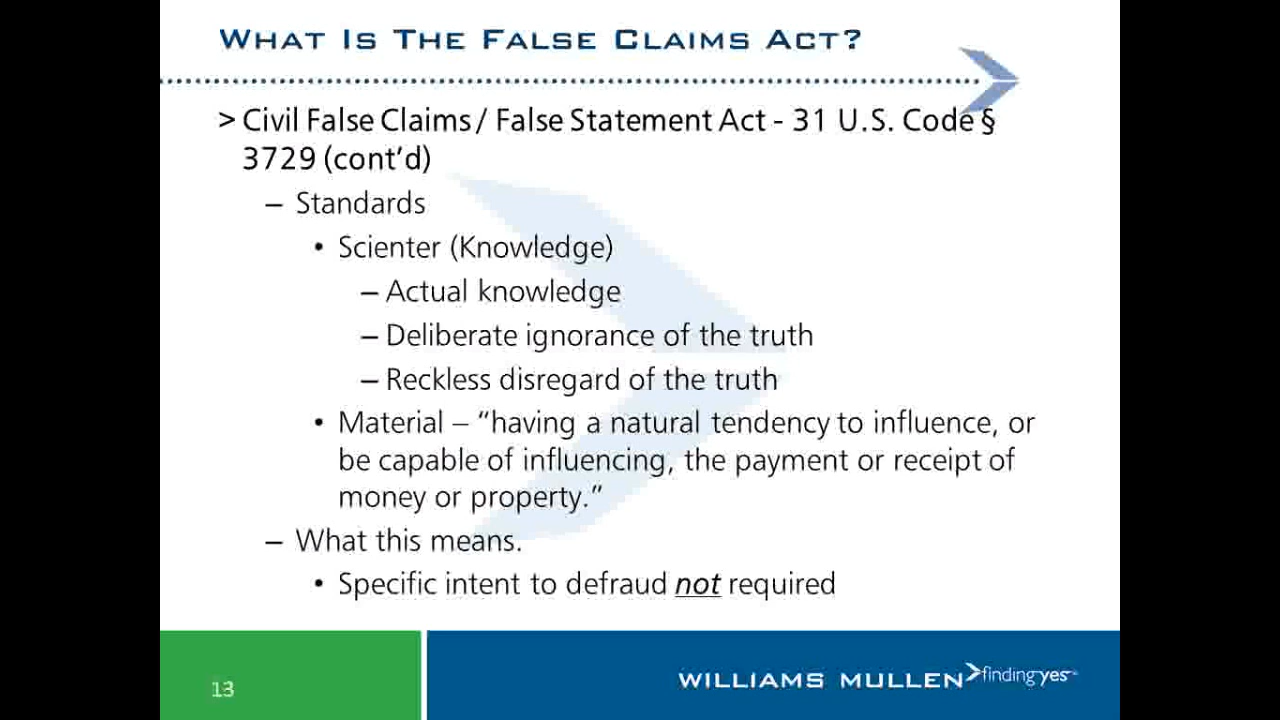 WHAT IS THE FALSE CLAIMS ACT?
> Civil False Claims / False Statement Act - 31 U.S. Code §
3729 (cont’d)
– Standards
• Scienter (Knowledge)
– Actual knowledge
– Deliberate ignorance of the truth
– Reckless disregard of the truth
• Material – “having a natural tendency to influence, or
be capable of influencing, the payment or receipt of
money or property.”
– What this means.
• Specific intent to defraud not required
13
WILLIAMS MULLEN finding yes℠